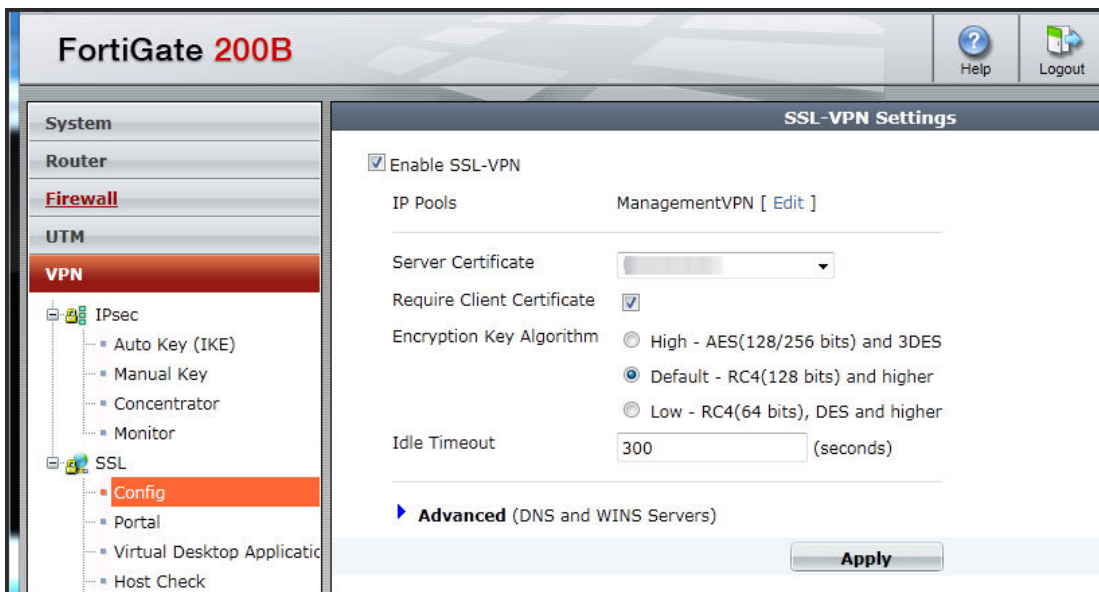 FortiGate 200B
Help
Logout
System
Router
Firewall
UTM
VPN
IPsec
Auto Key (IKE)
Manual Key
Concentrator
Monitor
SSL
Config
Portal
Virtual Desktop Applicatic
Host Check
SSL-VPN Settings
Enable SSL-VPN
IP Pools ManagementVPN [ Edit ]
Server Certificate
Require Client Certificate
Encryption Key Algorithm High - AES(128/256 bits) and 3DES
Default - RC4(128 bits) and higher
Low - RC4(64 bits), DES and higher
Idle Timeout 300 (seconds)
Advanced (DNS and WINS Servers)
Apply